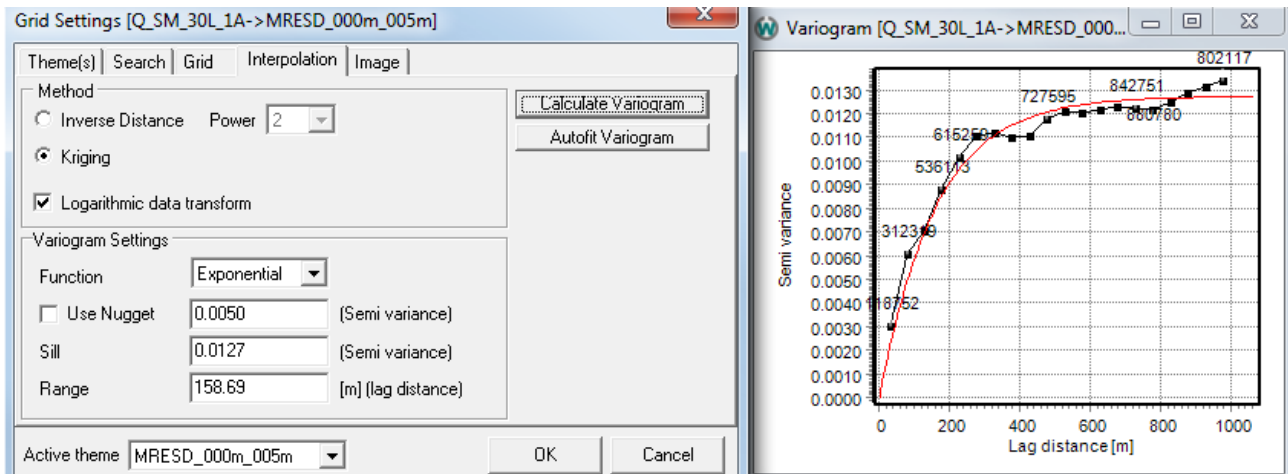 Grid Settings [Q_SM_30L_1A->MRESD_000m_005m]
Theme(s) Search Grid Interpolation Image
Method
Inverse Distance Power 2
Kriging
Logarithmic data transform
Calculate Variogram
Autofit Variogram
Variogram Settings
Function Exponential
Use Nugget 0.0050 (Semi variance)
Sill 0.0127 (Semi variance)
Range 158.69 [m] (lag distance)
Active theme MRESD_000m_005m OK Cancel
Variogram [Q_SM_30L_1A->MRESD_000...
802117
842751
727595
880780
536113
0.0130
0.0120
0.0110
0.0100
0.0090
0.0080
0.0070
0.0060
0.0050
0.0040
0.0030
0.0020
0.0010
0.0000
Semi variance
0 200 400 600 800 1000
Lag distance [m]